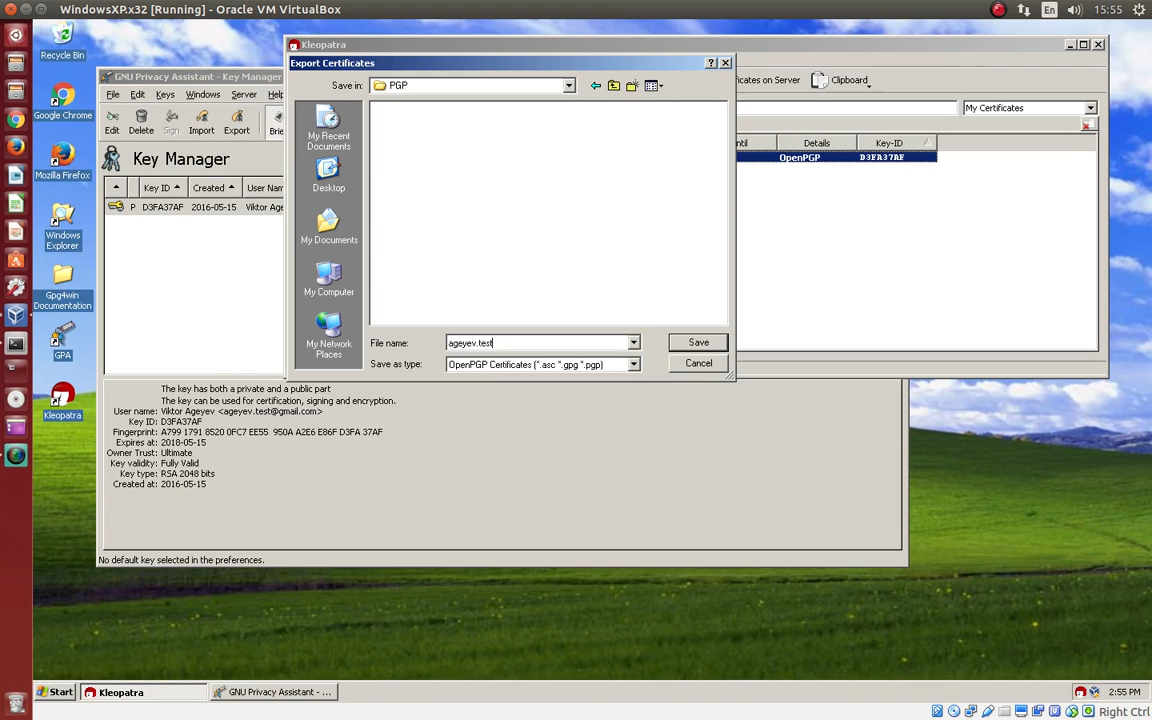 WindowsXP.x32 [Running] - Oracle VM VirtualBox
En
15:55
Recycle Bin
Google Chrome
Mozilla Firefox
Windows
Explorer
Gpg4win
Documentation
GPA
Kleopatra
GNU Privacy Assistant - Key Manager
File
Edit
Keys
Windows
Server
Edit
Delete
Sign
Import
Export
Key Manager
Key ID
Created
P
D3FA37AF
2016-05-15
Kleopatra
Export Certificates
Save in:
PGP
My Recent
Documents
Desktop
My Documents
My Computer
My Network
Places
File name:
ageyev.test
Save
Save as type:
OpenPGP Certificates (*.asc *.gpg *.pgp)
Cancel
on Server
Clipboard
My Certificates
Details
Key-ID
OpenPGP
D3FA37AF
The key has both a private and a public part
The key can be used for certification, signing and encryption.
User name: Viktor Ageyev <ageyev.test@gmail.com>
Key ID: D3FA37AF
Fingerprint: A799 1791 8520 0FC7 EE55  950A A2E6 E86F D3FA 37AF
Expires at: 2018-05-15
Owner Trust: Ultimate
Key validity: Fully Valid
Key type: RSA 2048 bits
Created at: 2016-05-15
No default key selected in the preferences.
Start
Kleopatra
GNU Privacy Assistant - ...
2:55 PM
Right Ctrl